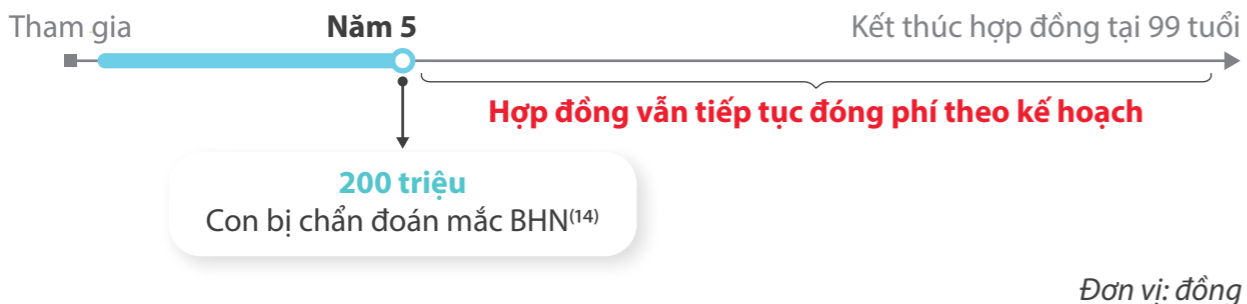 Tham gia
Năm 5
Kết thúc hợp đồng tại 99 tuổi
Hợp đồng vẫn tiếp tục đóng phí theo kế hoạch
200 triệu
Con bị chẩn đoán mắc BHN(14)
Đơn vị: đồng